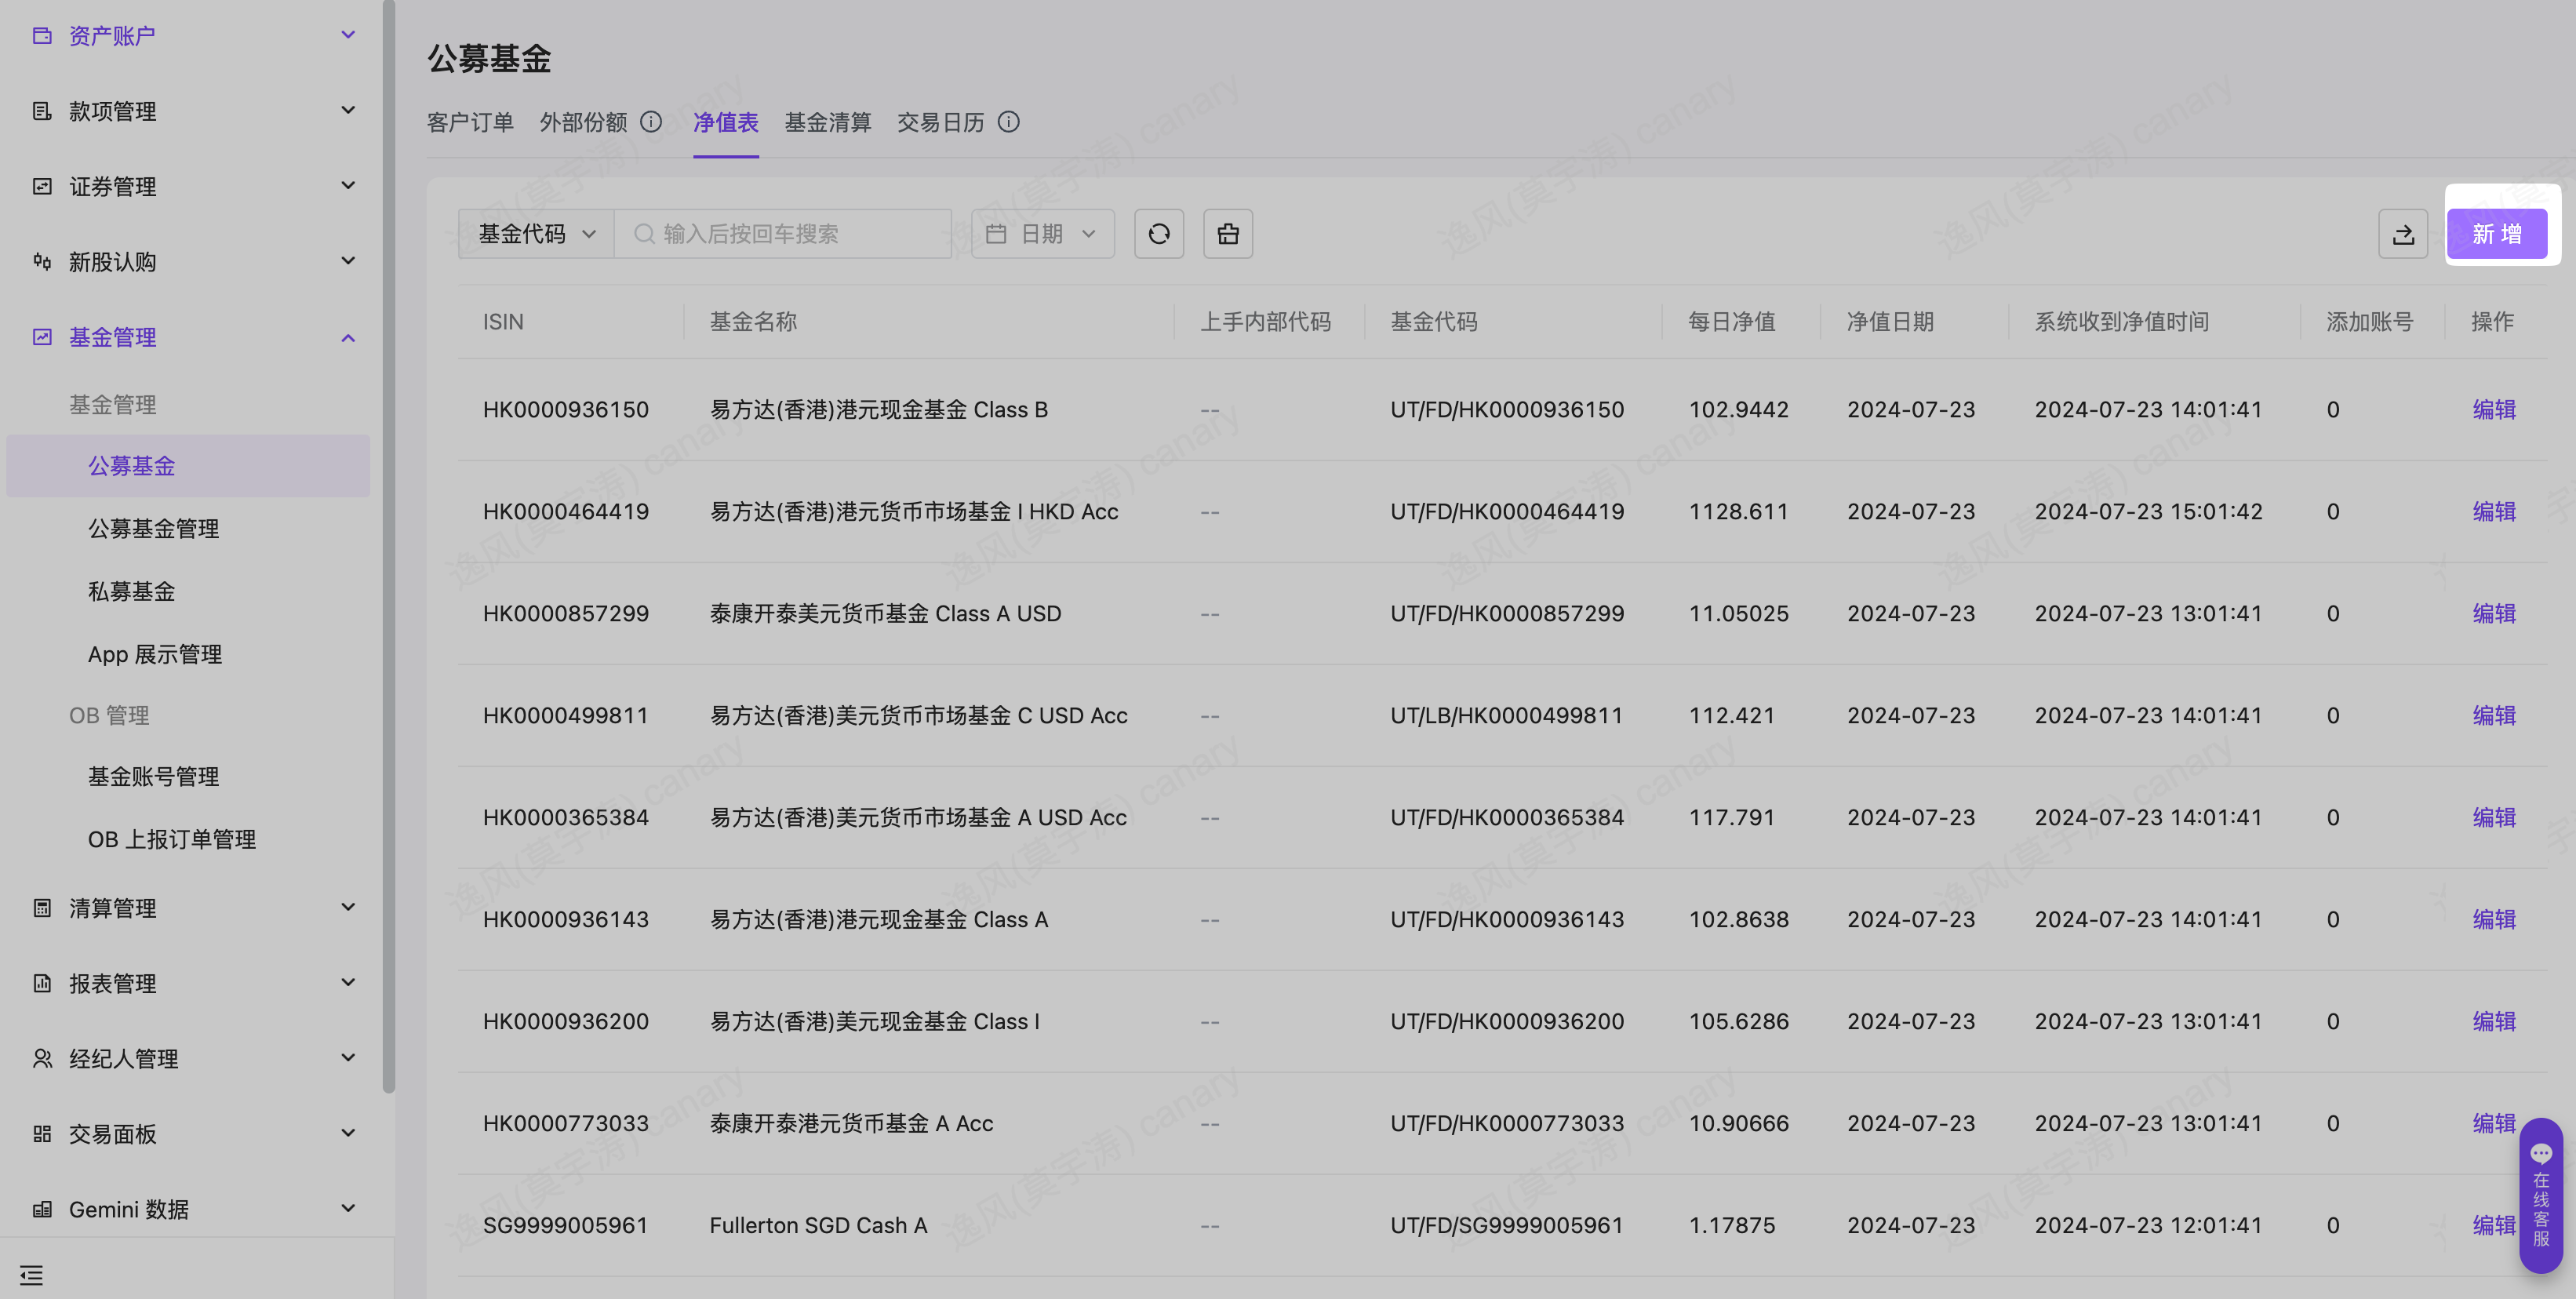 资产账户
款项管理
证券管理
新股认购
基金管理
基金管理
公募基金
公募基金管理
私募基金
App 展示管理
OB 管理
基金账号管理
OB 上报订单管理
清算管理
报表管理
经纪人管理
交易面板
Gemini 数据
公募基金
客户订单 外部份额 净值表 基金清算 交易日历
基金代码 输入后按回车搜索 日期 新增
ISIN 基金名称 上手内部代码 基金代码 每日净值 净值日期 系统收到净值时间 添加账号 操作
HK0000936150 易方达(香港)港元现金基金 Class B -- UT/FD/HK0000936150 102.9442 2024-07-23 2024-07-23 14:01:41 0 编辑
HK0000464419 易方达(香港)港元货币市场基金 I HKD Acc -- UT/FD/HK0000464419 1128.611 2024-07-23 2024-07-23 15:01:42 0 编辑
HK0000857299 泰康开泰美元货币基金 Class A USD -- UT/FD/HK0000857299 11.05025 2024-07-23 2024-07-23 13:01:41 0 编辑
HK0000499811 易方达(香港)美元货币市场基金 C USD Acc -- UT/LB/HK0000499811 112.421 2024-07-23 2024-07-23 14:01:41 0 编辑
HK0000365384 易方达(香港)美元货币市场基金 A USD Acc -- UT/FD/HK0000365384 117.791 2024-07-23 2024-07-23 14:01:41 0 编辑
HK0000936143 易方达(香港)港元现金基金 Class A -- UT/FD/HK0000936143 102.8638 2024-07-23 2024-07-23 14:01:41 0 编辑
HK0000936200 易方达(香港)美元现金基金 Class I -- UT/FD/HK0000936200 105.6286 2024-07-23 2024-07-23 13:01:41 0 编辑
HK0000773033 泰康开泰港元货币基金 A Acc -- UT/FD/HK0000773033 10.90666 2024-07-23 2024-07-23 13:01:41 0 编辑
SG9999005961 Fullerton SGD Cash A -- UT/FD/SG9999005961 1.17875 2024-07-23 2024-07-23 12:01:41 0 编辑
在线客服
逸风(莫宇涛) canary